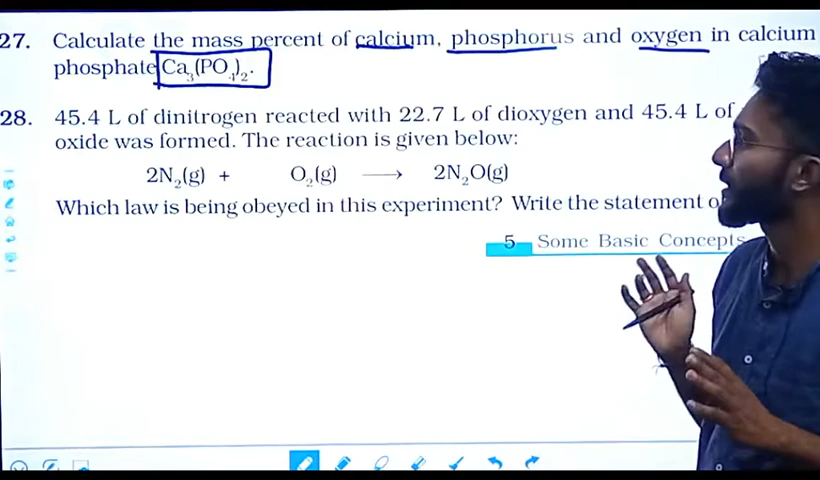 27. Calculate the mass percent of calcium, phosphorus and oxygen in calcium
phosphate Ca₃(PO₄)₂.
28. 45.4 L of dinitrogen reacted with 22.7 L of dioxygen and 45.4 L of
oxide was formed. The reaction is given below:
2N₂(g) + O₂(g) ⟶ 2N₂O(g)
Which law is being obeyed in this experiment? Write the statement
5 Some Basic Concepts